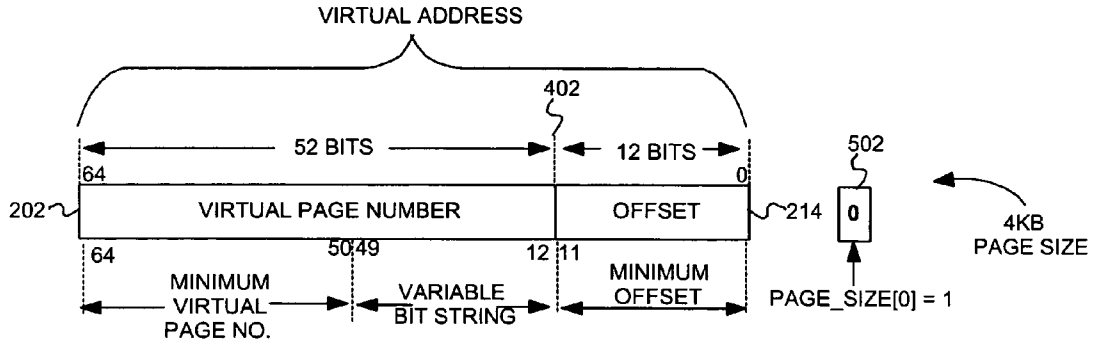 VIRTUAL ADDRESS
402
52 BITS
12 BITS
502
64
0
202
VIRTUAL PAGE NUMBER
OFFSET
214
0
4KB
PAGE SIZE
64
50
49
12
11
MINIMUM
VIRTUAL
PAGE NO.
VARIABLE
BIT STRING
MINIMUM
OFFSET
PAGE_SIZE[0] = 1